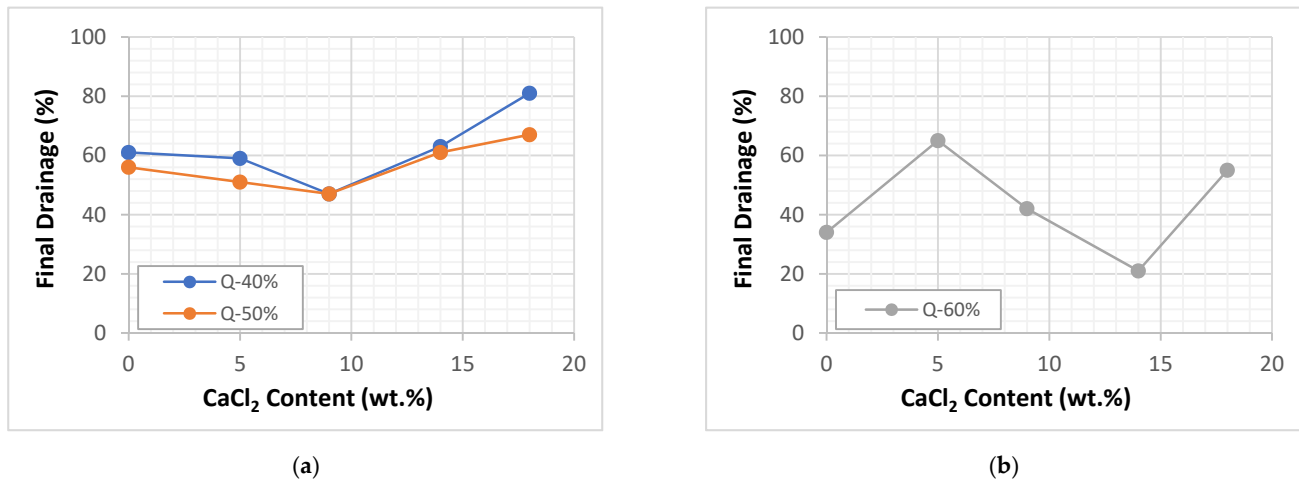 100
80
60
40
20
0
Final Drainage (%)
Q-40%
Q-50%
0 5 10 15 20
CaCl₂ Content (wt.%)
(a)
100
80
60
40
20
0
Final Drainage (%)
Q-60%
0 5 10 15 20
CaCl₂ Content (wt.%)
(b)